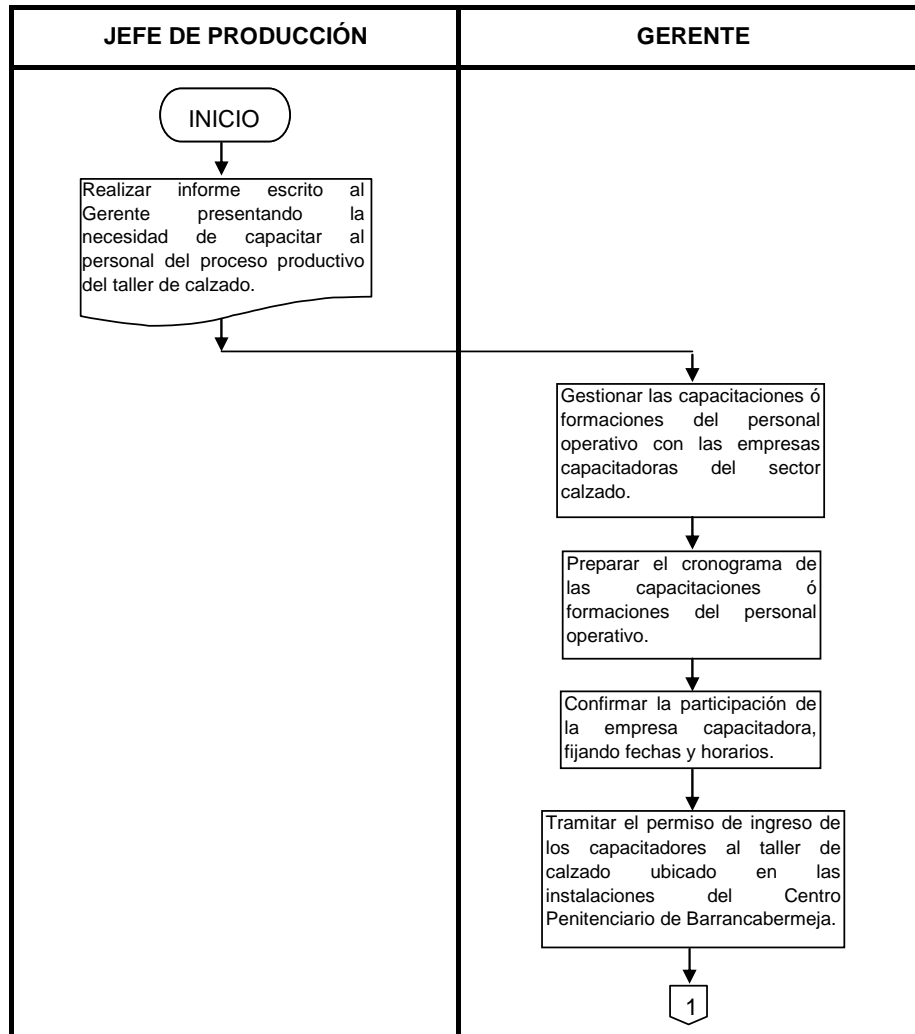 JEFE DE PRODUCCIÓN
GERENTE
INICIO
Realizar informe escrito al
Gerente presentando la
necesidad de capacitar al
personal del proceso productivo
del taller de calzado.
Gestionar las capacitaciones ó
formaciones del personal
operativo con las empresas
capacitadoras del sector
calzado.
Preparar el cronograma de
las capacitaciones ó
formaciones del personal
operativo.
Confirmar la participación de
la empresa capacitadora,
fijando fechas y horarios.
Tramitar el permiso de ingreso de
los capacitadores al taller de
calzado ubicado en las
instalaciones del Centro
Penitenciario de Barrancabermeja.
1